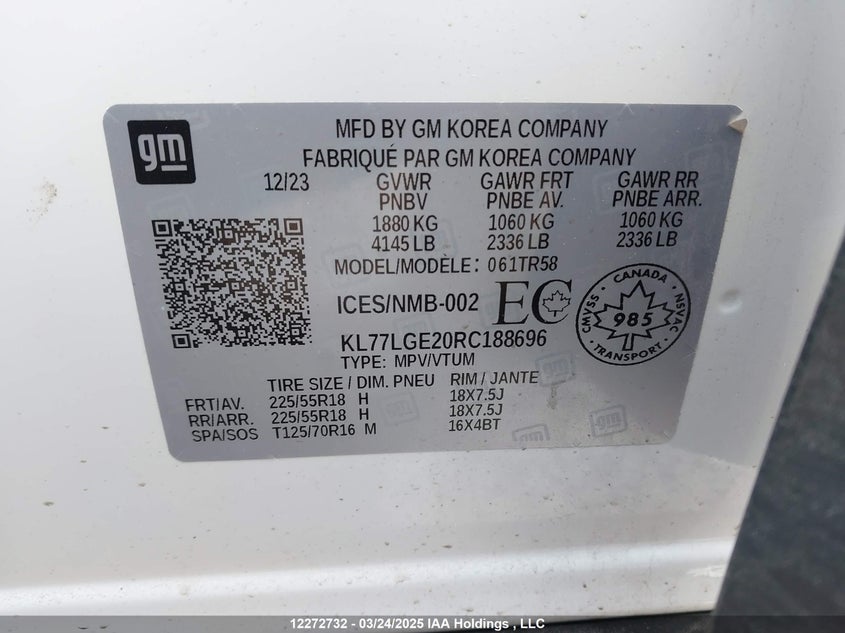 gm
MFD BY GM KOREA COMPANY
FABRIQUÉ PAR GM KOREA COMPANY
12/23 GVWR GAWR FRT GAWR RR
PNBV PNBE AV. PNBE ARR.
1880 KG 1060 KG 1060 KG
4145 LB 2336 LB 2336 LB
MODEL/MODÈLE: 061TR58
ICES/NMB-002 EC
CANADA
CMVSS 985 NSVAC
TRANSPORT
KL77LGE20RC188696
TYPE: MPV/VTUM
TIRE SIZE / DIM. PNEU RIM / JANTE
FRT/AV. 225/55R18 H 18X7.5J
RR/ARR. 225/55R18 H 18X7.5J
SPA/SOS T125/70R16 M 16X4BT
12272732 - 03/24/2025 IAA Holdings , LLC